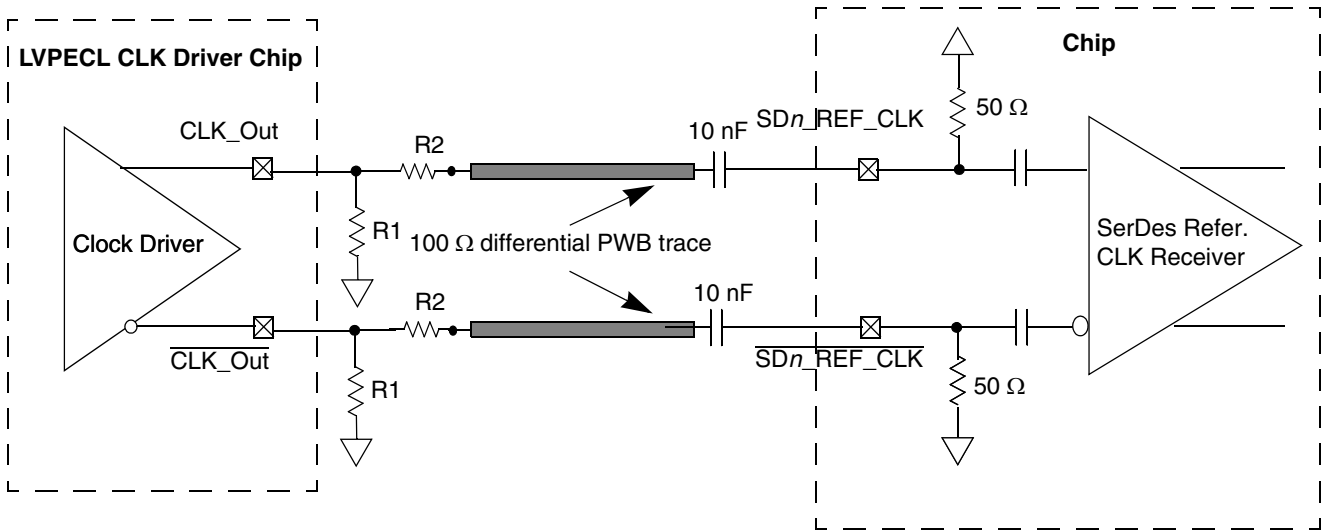 LVPECL CLK Driver Chip
Chip
CLK_Out
R2
10 nF
SDn_REF_CLK
50 Ω
R1
Clock Driver
100 Ω differential PWB trace
SerDes Refer.
CLK Receiver
R2
10 nF
CLK_Out
SDn_REF_CLK
R1
50 Ω